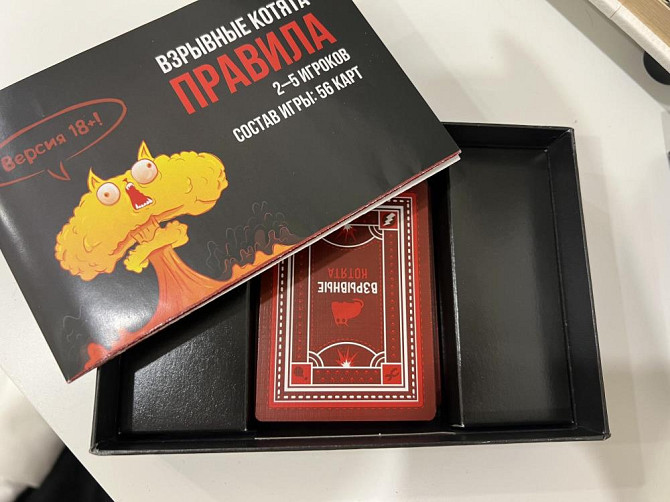 ВЗРЫВНЫЕ КОТЯТА
ПРАВИЛА
2–5 ИГРОКОВ
СОСТАВ ИГРЫ: 56 КАРТ
Версия 18+!
ВЗРЫВНЫЕ
КОТЯТА